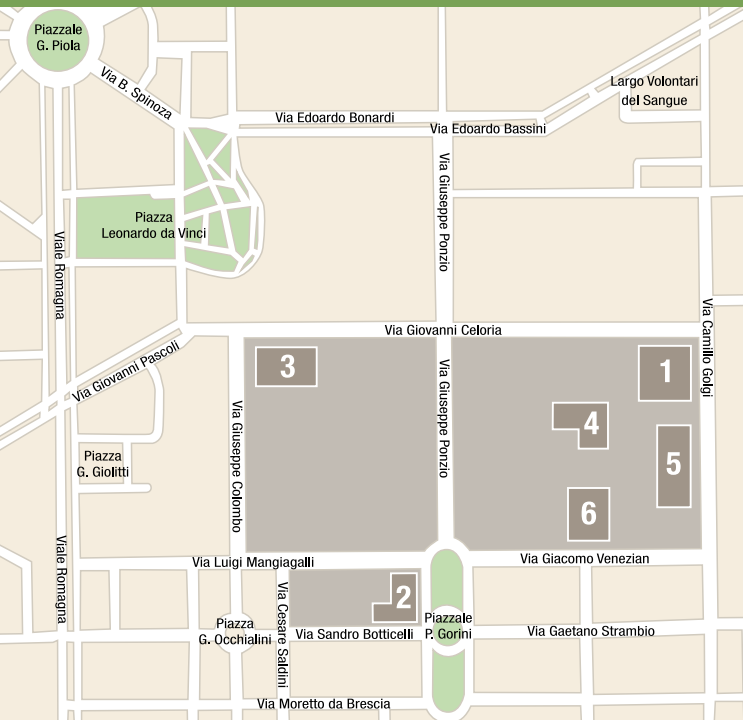 Piazzale
G. Piola
Via B. Spinoza
Largo Volontari
del Sangue
Via Edoardo Bonardi
Via Edoardo Bassini
Via Giuseppe Ponzio
Piazza
Leonardo da Vinci
Viale Romagna
Via Giovanni Celoria
Via Camillo Golgi
Via Giovanni Pascoli
3
1
Via Giuseppe Ponzio
4
Via Giuseppe Colombo
Piazza
G. Giolitti
5
6
Viale Romagna
Via Luigi Mangiagalli
Via Giacomo Venezian
Via Cesare Saldini
2
Piazza
G. Occhialini
Piazzale
P. Gorini
Via Sandro Botticelli
Via Gaetano Strambio
Via Moretto da Brescia